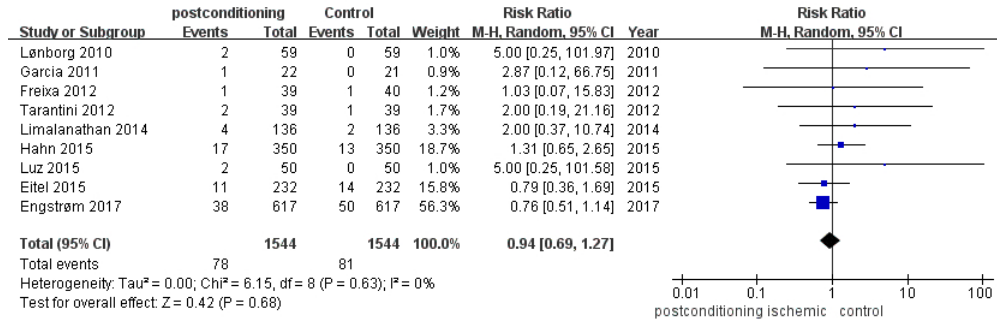 postconditioning Control Risk Ratio Risk Ratio
Study or Subgroup Events Total Events Total Weight M-H, Random, 95% CI Year M-H, Random, 95% CI
Lønborg 2010 2 59 0 59 1.0% 5.00 [0.25, 101.97] 2010
Garcia 2011 1 22 0 21 0.9% 2.87 [0.12, 66.75] 2011
Freixa 2012 1 39 1 40 1.2% 1.03 [0.07, 15.83] 2012
Tarantini 2012 2 39 1 39 1.7% 2.00 [0.19, 21.16] 2012
Limalanathan 2014 4 136 2 136 3.3% 2.00 [0.37, 10.74] 2014
Hahn 2015 17 350 13 350 18.7% 1.31 [0.65, 2.65] 2015
Luz 2015 2 50 0 50 1.0% 5.00 [0.25, 101.58] 2015
Eitel 2015 11 232 14 232 15.8% 0.79 [0.36, 1.69] 2015
Engstrøm 2017 38 617 50 617 56.3% 0.76 [0.51, 1.14] 2017
Total (95% CI) 1544 1544 100.0% 0.94 [0.69, 1.27]
Total events 78 81
Heterogeneity: Tau² = 0.00; Chi² = 6.15, df = 8 (P = 0.63); I² = 0%
Test for overall effect: Z = 0.42 (P = 0.68)
0.01 0.1 1 10 100
postconditioning ischemic control